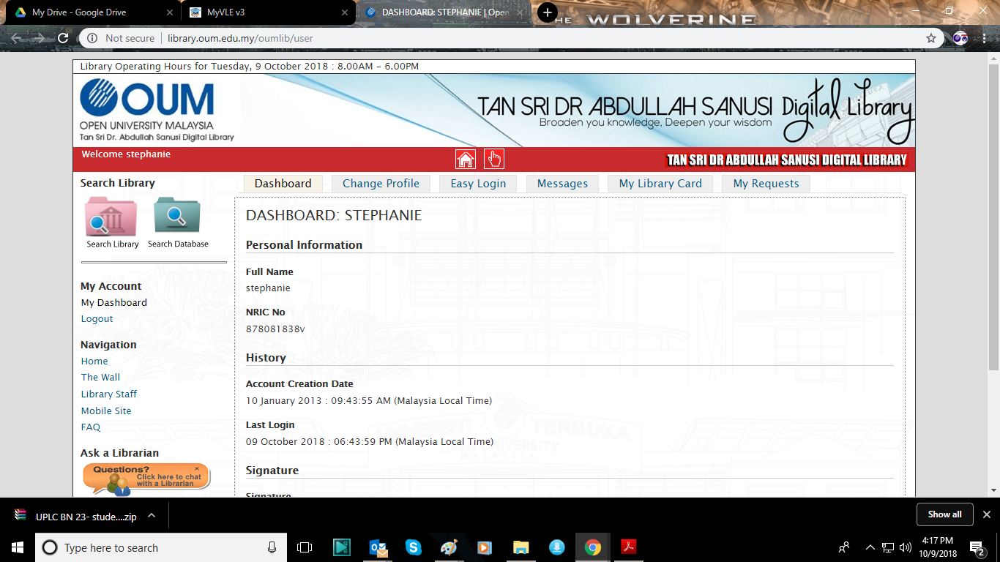 My Drive - Google Drive
MyVLE v3
DASHBOARD: STEPHANIE | Open
THE WOLVERINE
Not secure library.oum.edu.my/oumlib/user
Library Operating Hours for Tuesday, 9 October 2018 : 8.00AM - 6.00PM
OUM
OPEN UNIVERSITY MALAYSIA
Tan Sri Dr. Abdullah Sanusi Digital Library
TAN SRI DR ABDULLAH SANUSI Digital Library
Broaden you knowledge, Deepen your wisdom
Welcome stephanie
TAN SRI DR ABDULLAH SANUSI DIGITAL LIBRARY
Search Library
Search Library
Search Database
My Account
My Dashboard
Logout
Navigation
Home
The Wall
Library Staff
Mobile Site
FAQ
Ask a Librarian
Questions?
Click here to chat
with a Librarian
Dashboard
Change Profile
Easy Login
Messages
My Library Card
My Requests
DASHBOARD: STEPHANIE
Personal Information
Full Name
stephanie
NRIC No
878081838v
History
Account Creation Date
10 January 2013 : 09:43:55 AM (Malaysia Local Time)
Last Login
09 October 2018 : 06:43:59 PM (Malaysia Local Time)
UNIVERSITI TERBUKA
OPEN UNIVERSITY
MALAYSIA
Signature
Signature
UPLC BN 23- stude....zip
Show all
Type here to search
4:17 PM
10/9/2018
2